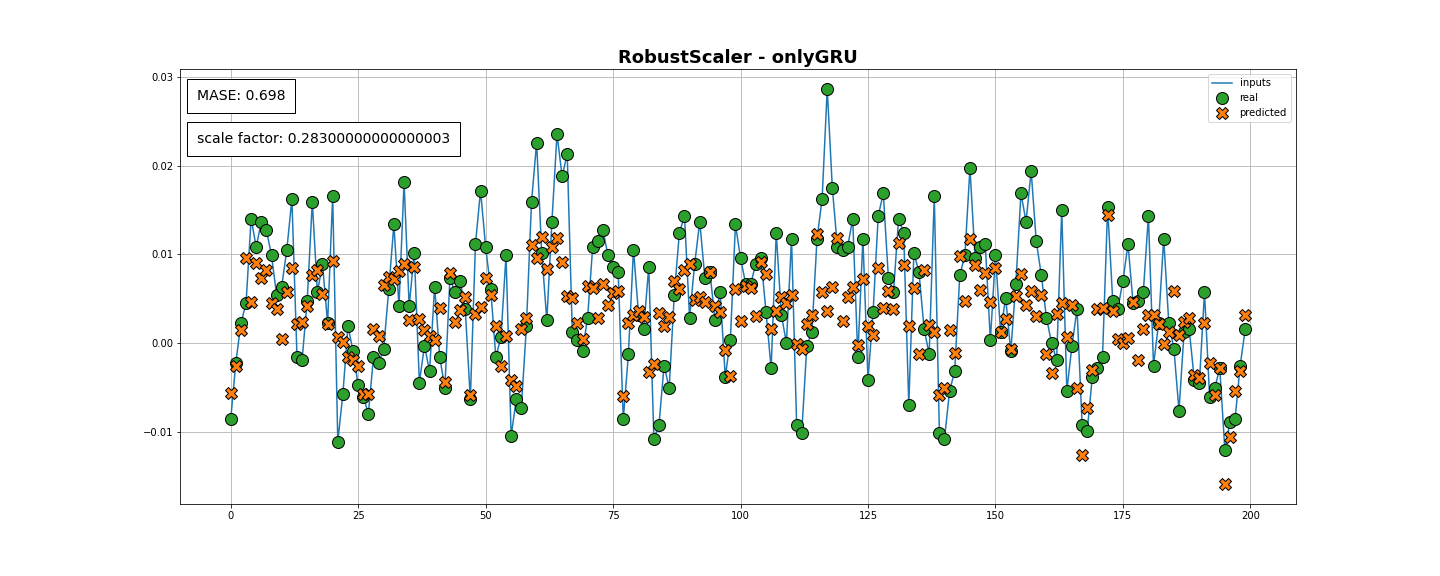 RobustScaler - onlyGRU
MASE: 0.698
scale factor: 0.28300000000000003
inputs
real
predicted
0.03
0.02
0.01
0.00
−0.01
0 25 50 75 100 125 150 175 200